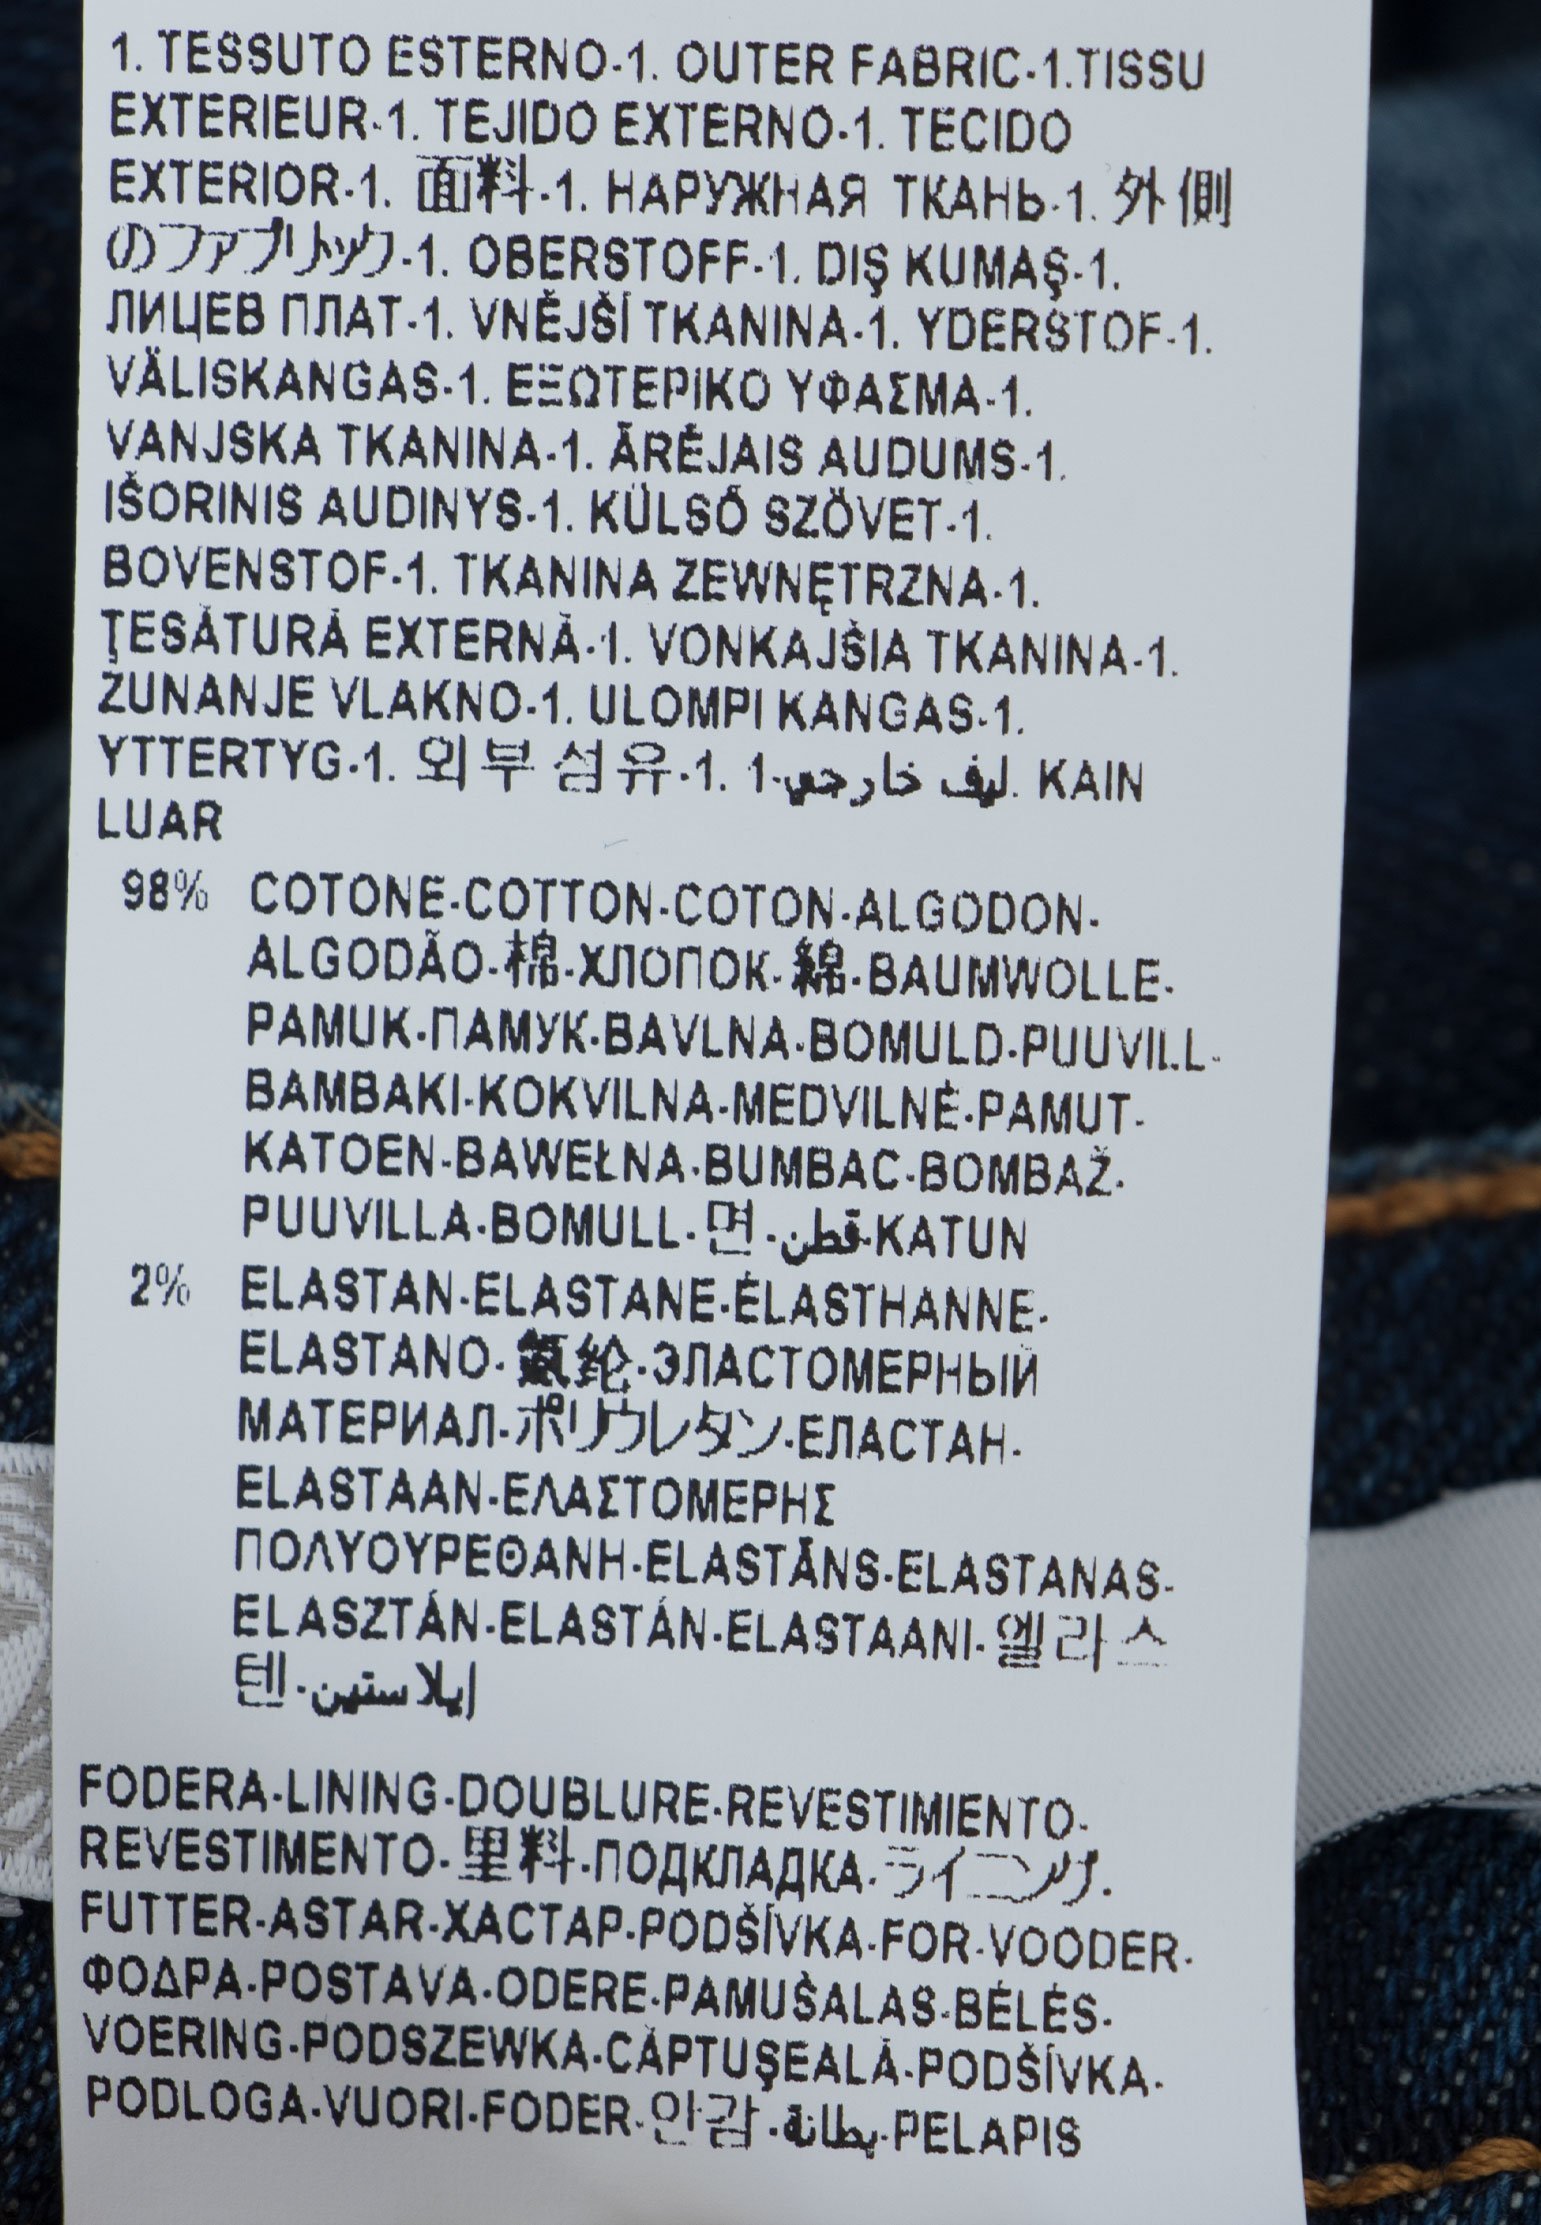 1. TESSUTO ESTERNO-1. OUTER FABRIC-1.TISSU
EXTERIEUR-1. TEJIDO EXTERNO-1. TECIDO
EXTERIOR-1. 面料-1. НАРУЖНАЯ ТКАНЬ-1. 外側
のファブリック-1. OBERSTOFF-1. DIŞ KUMAŞ-1.
ЛИЦЕВ ПЛАТ-1. VNĚJŠÍ TKANINA-1. YDERSTOF-1.
VÄLISKANGAS-1. ΕΞΩΤΕΡΙΚΟ ΥΦΑΣΜΑ-1.
VANJSKA TKANINA-1. ĀRĒJAIS AUDUMS-1.
IŠORINIS AUDINYS-1. KÜLSŐ SZÖVET-1.
BOVENSTOF-1. TKANINA ZEWNĘTRZNA-1.
ŢESĂTURĂ EXTERNĂ-1. VONKAJŠIA TKANINA-1.
ZUNANJE VLAKNO-1. ULOMPI KANGAS-1.
YTTERTYG-1. 외부 섬유-1. ليف خارجي-1. KAIN
LUAR
98% COTONE-COTTON-COTON-ALGODON-
ALGODÃO-棉-ХЛОПОК-綿-BAUMWOLLE-
PAMUK-ПАМУК-BAVLNA-BOMULD-PUUVILL-
BAMBAKI-KOKVILNA-MEDVILNĖ-PAMUT-
KATOEN-BAWEŁNA-BUMBAC-BOMBAŽ-
PUUVILLA-BOMULL-면-قطن-KATUN
2% ELASTAN-ELASTANE-ÉLASTHANNE-
ELASTANO-氨纶-ЭЛАСТОМЕРНЫЙ
МАТЕРИАЛ-ポリウレタン-ЕЛАСТАН-
ELASTAAN-ΕΛΑΣΤΟΜΕΡΗΣ
ΠΟΛΥΟΥΡΕΘΑΝΗ-ELASTĀNS-ELASTANAS-
ELASZTÁN-ELASTÁN-ELASTAANI-엘라스
텐-ايلاستين
FODERA-LINING-DOUBLURE-REVESTIMIENTO-
REVESTIMENTO-里料-ПОДКЛАДКА-ライニング-
FUTTER-ASTAR-ХАСТАР-PODŠÍVKA-FOR-VOODER-
ΦΟΔΡΑ-POSTAVA-ODERE-PAMUŠALAS-BÉLÉS-
VOERING-PODSZEWKA-CĂPTUŞEALĂ-PODŠÍVKA-
PODLOGA-VUORI-FODER-안감-بطانة-PELAPIS